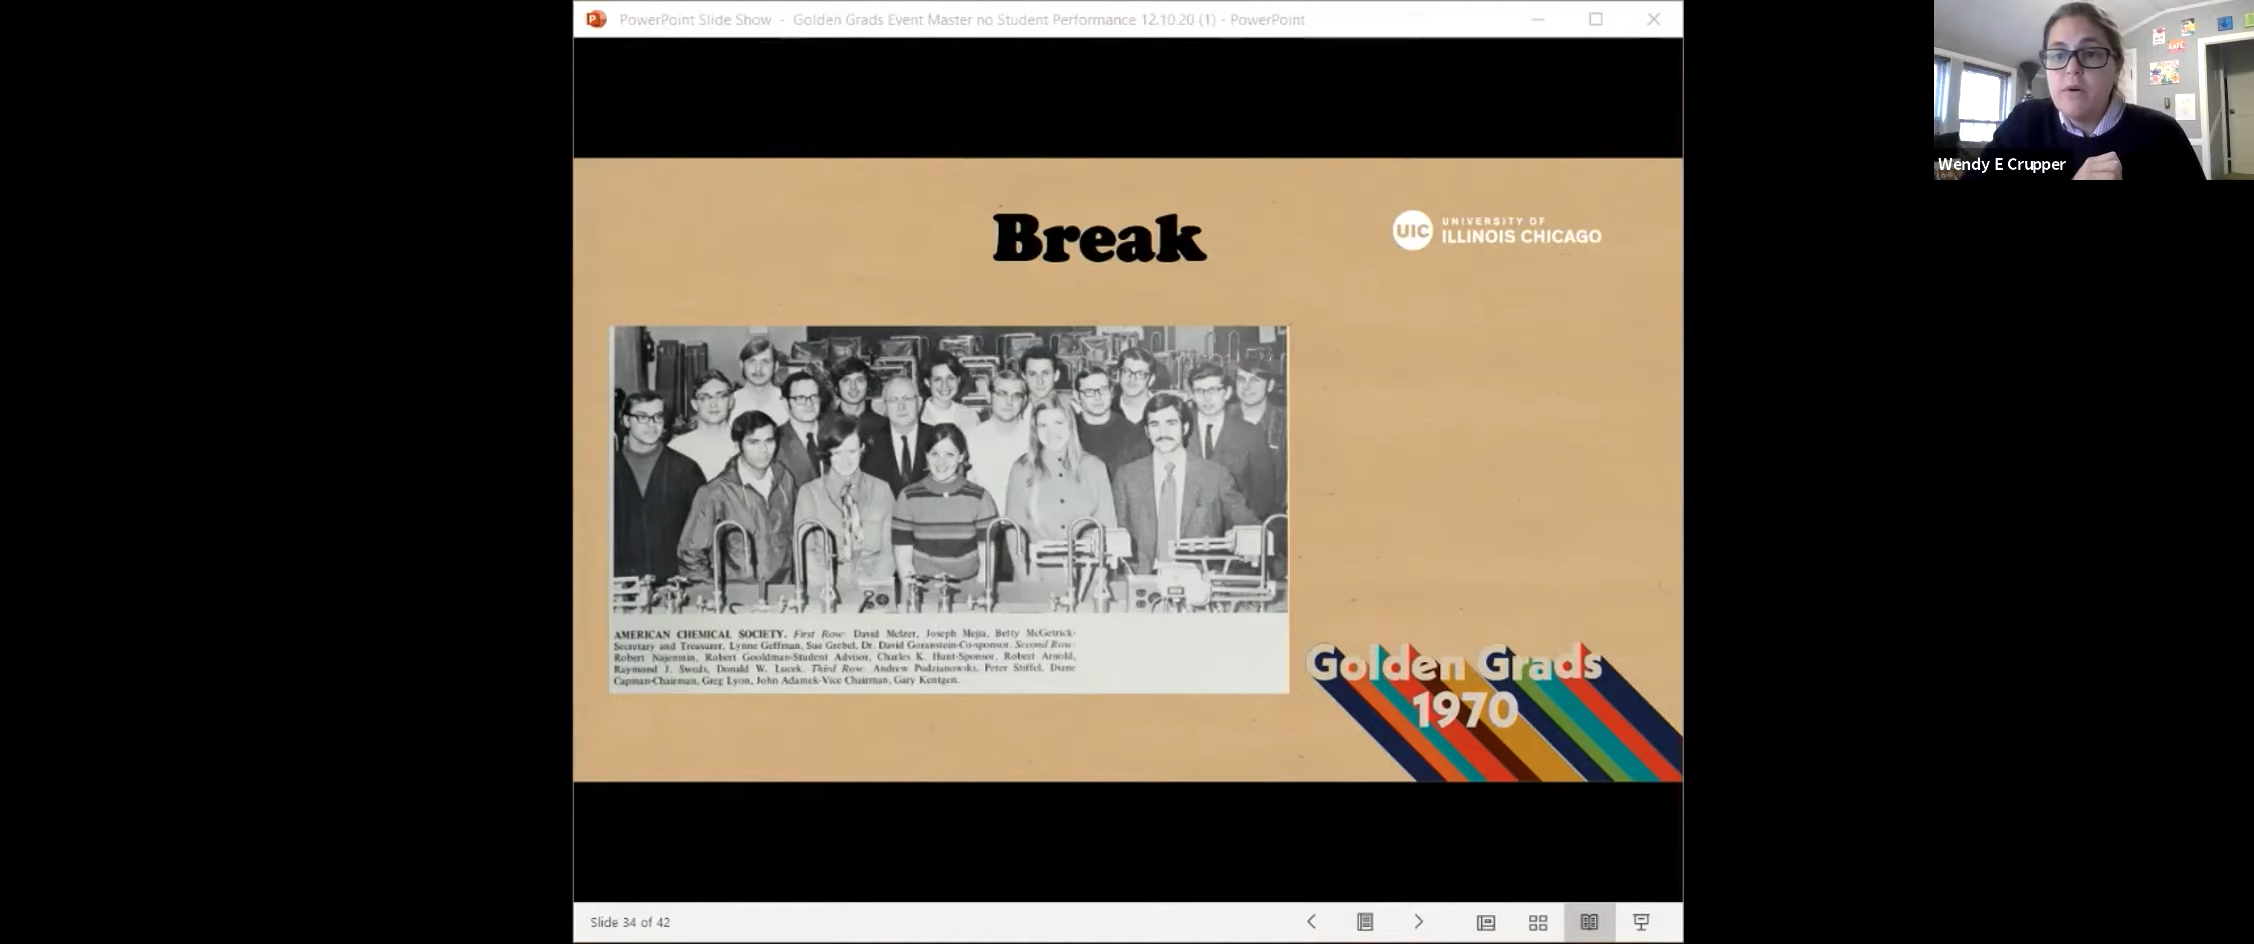 PowerPoint Slide Show - Golden Grads Event Master no Student Performance 12.10.20 (1) - PowerPoint
Wendy E Crupper
Break
UIC
UNIVERSITY OF
ILLINOIS CHICAGO
AMERICAN CHEMICAL SOCIETY. First Row: David Melzer, Joseph Mejia, Betty McGetrick-
Secretary and Treasurer, Lynne Geffman, Sue Grebel, Dr. David Goranstein-Co-sponsor. Second Row:
Robert Najemnin, Robert Gooldman-Student Advisor, Charles K. Hunt-Sponsor, Robert Arnold,
Raymond J. Sweds, Donald W. Lucek. Third Row: Andrew Pudzianowski, Peter Stiffel, Diane
Capman-Chairman, Greg Lyon, John Adamek-Vice Chairman, Gary Kentgen.
Golden Grads
1970
Slide 34 of 42